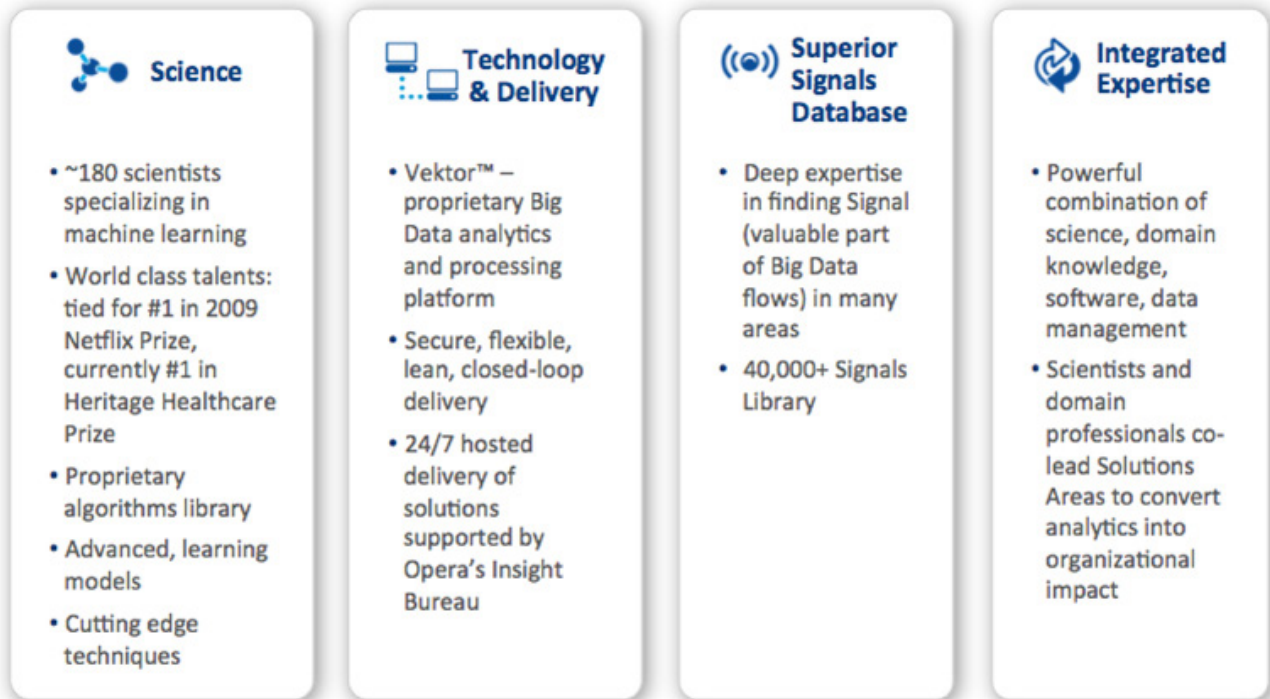 Science
• ~180 scientists
specializing in
machine learning
• World class talents:
tied for #1 in 2009
Netflix Prize,
currently #1 in
Heritage Healthcare
Prize
• Proprietary
algorithms library
• Advanced, learning
models
• Cutting edge
techniques
Technology
& Delivery
• Vektor™ –
proprietary Big
Data analytics
and processing
platform
• Secure, flexible,
lean, closed-loop
delivery
• 24/7 hosted
delivery of
solutions
supported by
Opera's Insight
Bureau
Superior
Signals
Database
• Deep expertise
in finding Signal
(valuable part
of Big Data
flows) in many
areas
• 40,000+ Signals
Library
Integrated
Expertise
• Powerful
combination of
science, domain
knowledge,
software, data
management
• Scientists and
domain
professionals co-
lead Solutions
Areas to convert
analytics into
organizational
impact